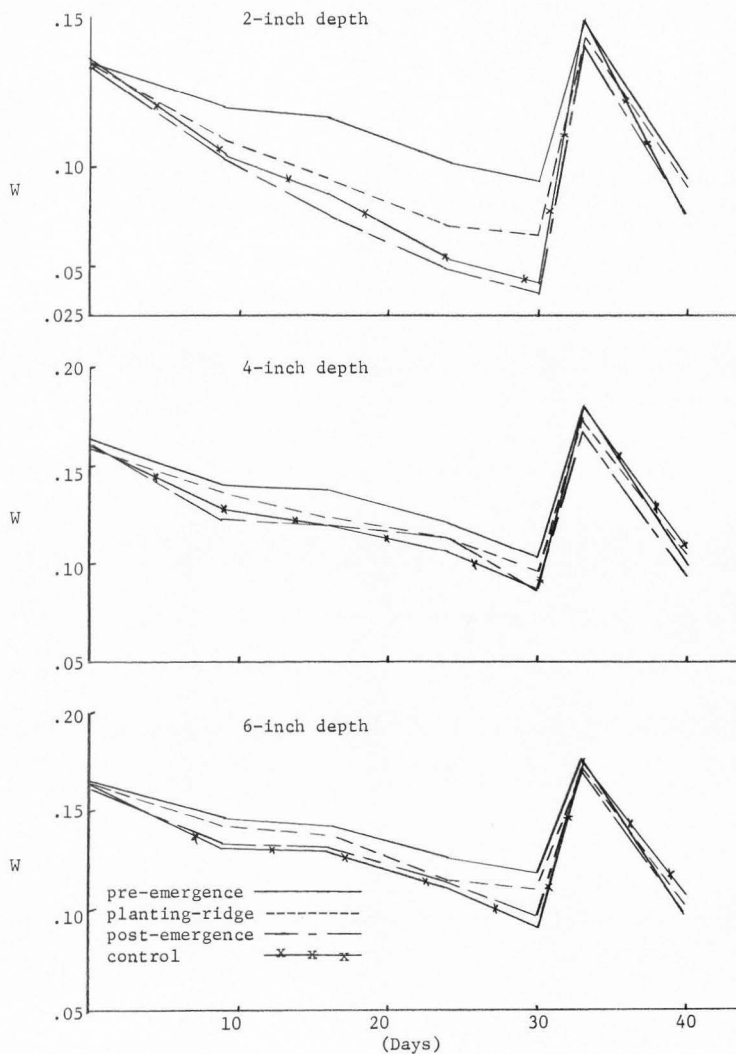 2-inch depth
.15
.10
W
.05
.025
4-inch depth
.20
.15
W
.10
.05
6-inch depth
.20
.15
W
.10
.05
pre-emergence
planting-ridge
post-emergence
control
10
20
30
40
(Days)